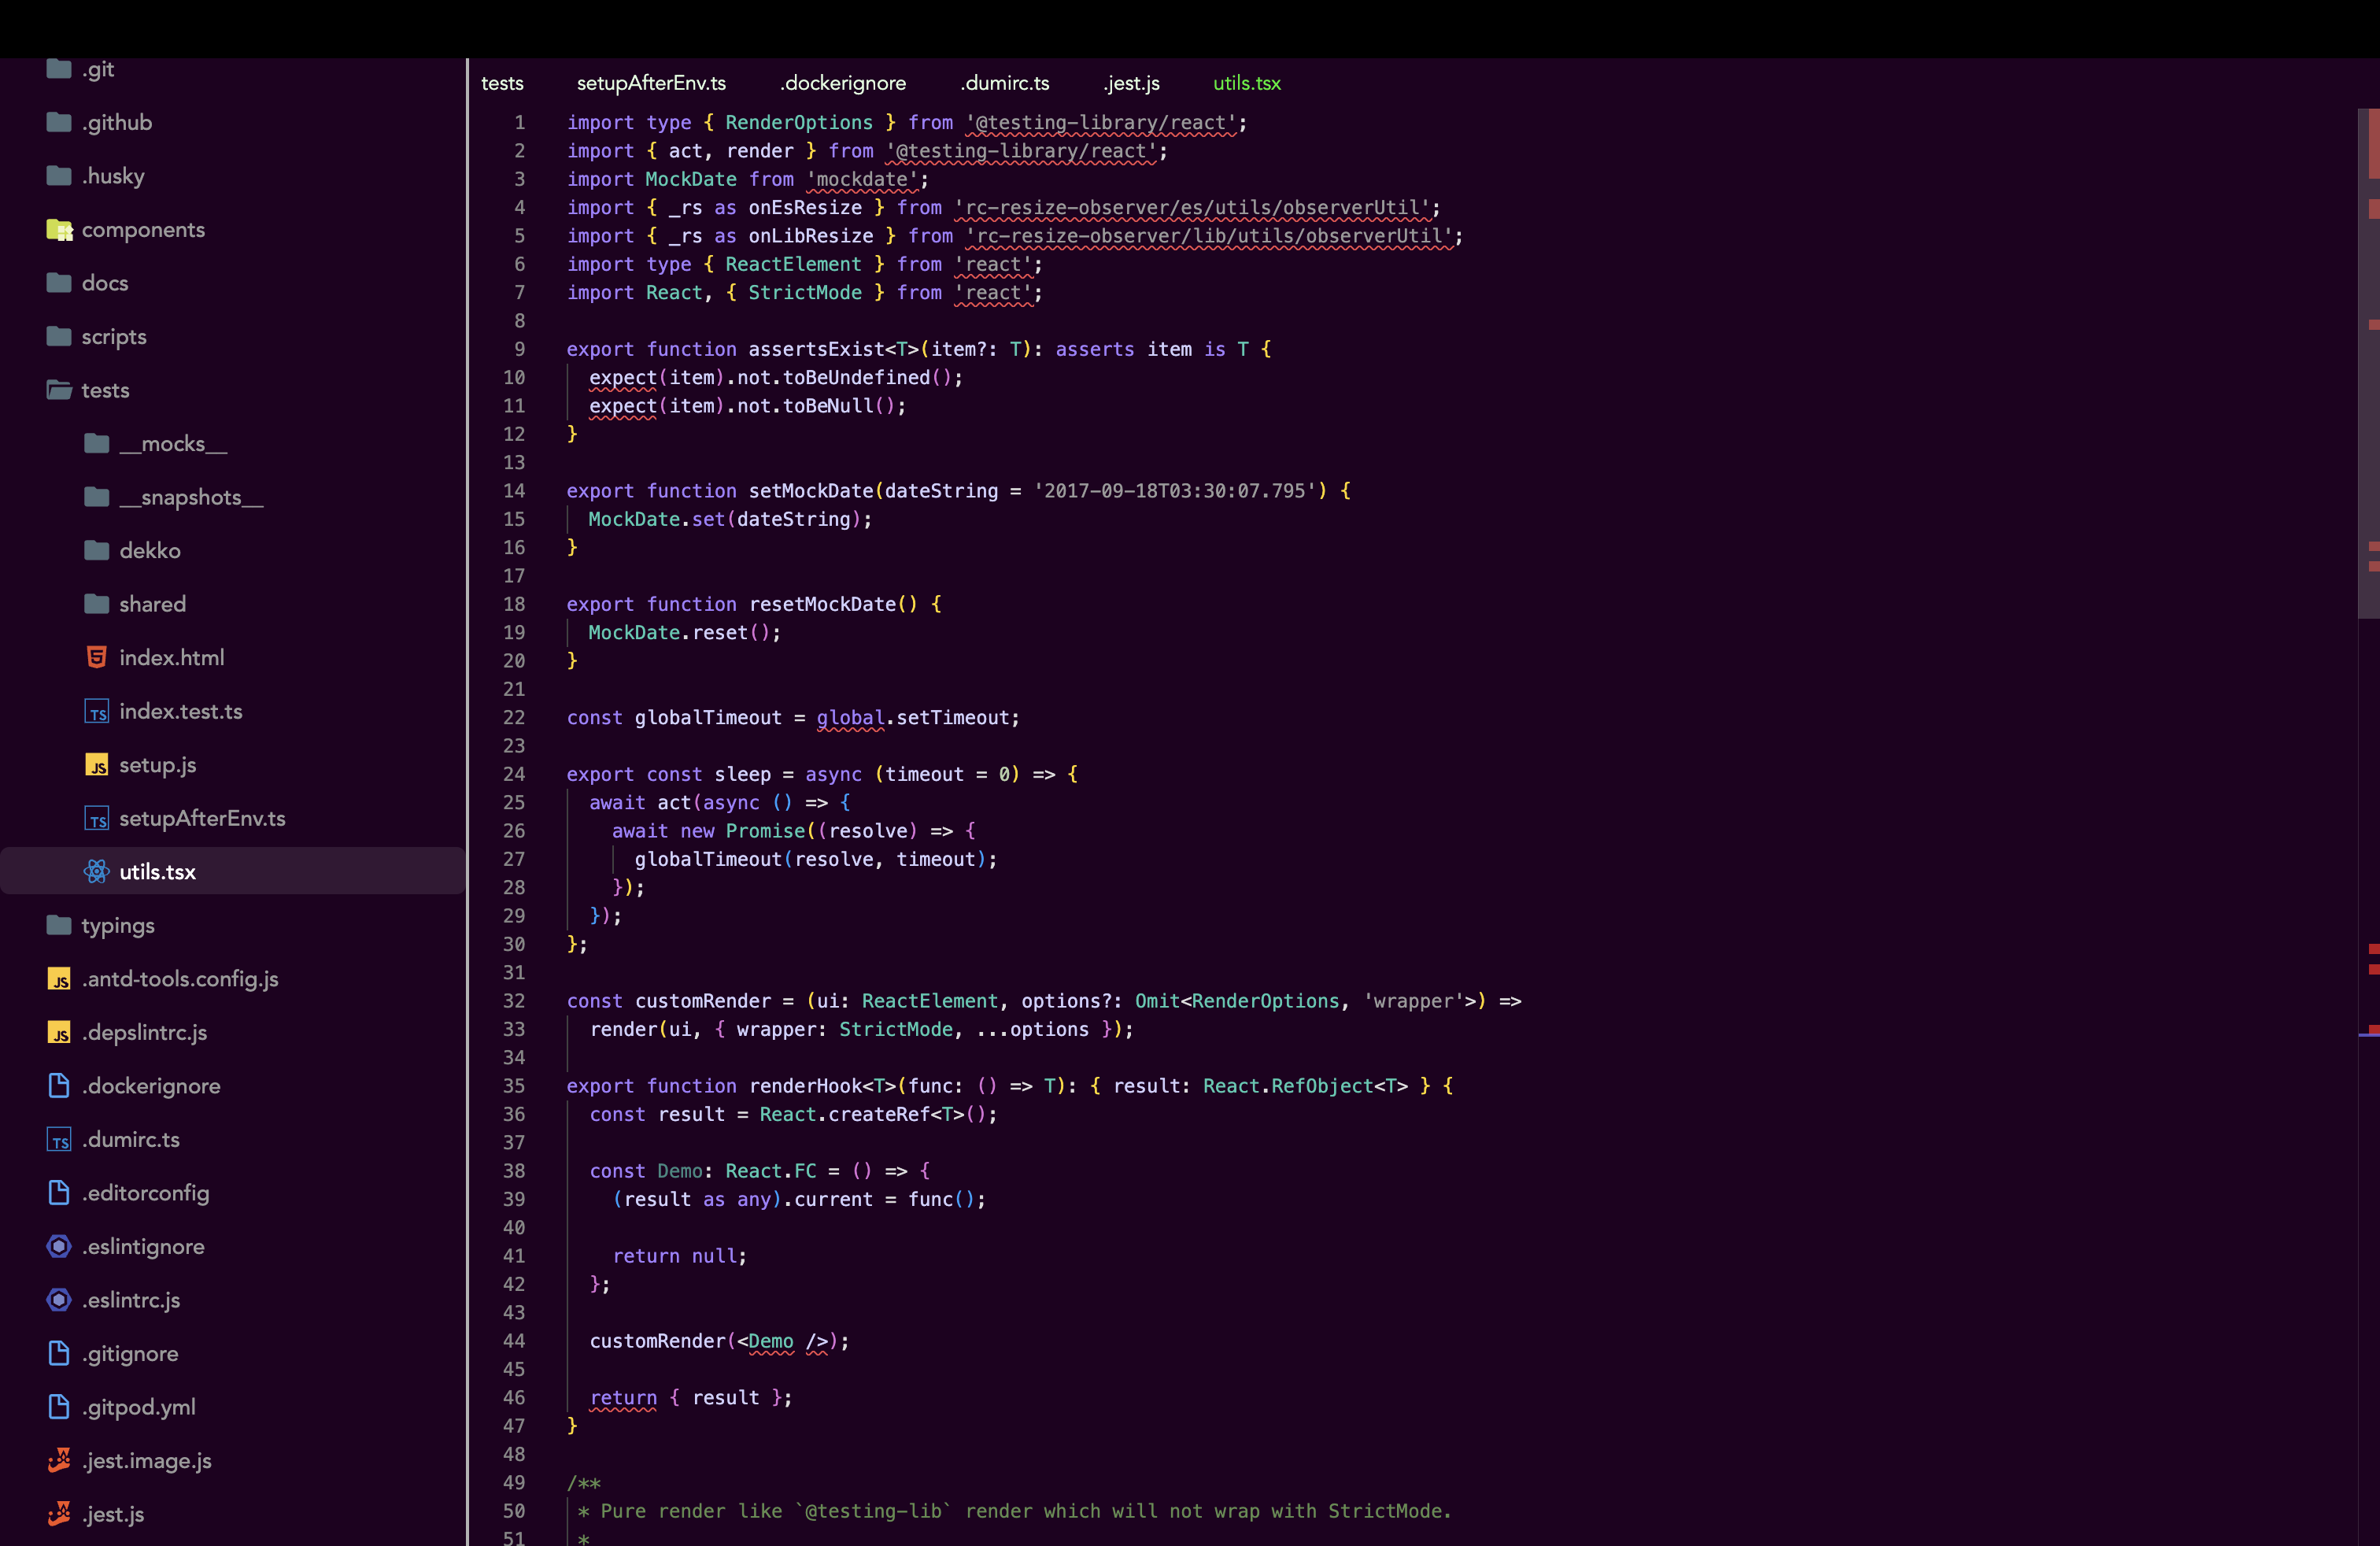 .git
.github
.husky
components
docs
scripts
tests
__mocks__
__snapshots__
dekko
shared
index.html
index.test.ts
setup.js
setupAfterEnv.ts
utils.tsx
typings
.antd-tools.config.js
.depslintrc.js
.dockerignore
.dumirc.ts
.editorconfig
.eslintignore
.eslintrc.js
.gitignore
.gitpod.yml
.jest.image.js
.jest.js
tests setupAfterEnv.ts .dockerignore .dumirc.ts .jest.js utils.tsx
1 import type { RenderOptions } from '@testing-library/react';
2 import { act, render } from '@testing-library/react';
3 import MockDate from 'mockdate';
4 import { _rs as onEsResize } from 'rc-resize-observer/es/utils/observerUtil';
5 import { _rs as onLibResize } from 'rc-resize-observer/lib/utils/observerUtil';
6 import type { ReactElement } from 'react';
7 import React, { StrictMode } from 'react';
8
9 export function assertsExist<T>(item?: T): asserts item is T {
10 expect(item).not.toBeUndefined();
11 expect(item).not.toBeNull();
12 }
13
14 export function setMockDate(dateString = '2017-09-18T03:30:07.795') {
15 MockDate.set(dateString);
16 }
17
18 export function resetMockDate() {
19 MockDate.reset();
20 }
21
22 const globalTimeout = global.setTimeout;
23
24 export const sleep = async (timeout = 0) => {
25 await act(async () => {
26 await new Promise((resolve) => {
27 globalTimeout(resolve, timeout);
28 });
29 });
30 };
31
32 const customRender = (ui: ReactElement, options?: Omit<RenderOptions, 'wrapper'>) =>
33 render(ui, { wrapper: StrictMode, ...options });
34
35 export function renderHook<T>(func: () => T): { result: React.RefObject<T> } {
36 const result = React.createRef<T>();
37
38 const Demo: React.FC = () => {
39 (result as any).current = func();
40
41 return null;
42 };
43
44 customRender(<Demo />);
45
46 return { result };
47 }
48
49 /**
50 * Pure render like `@testing-lib` render which will not wrap with StrictMode.
51 *